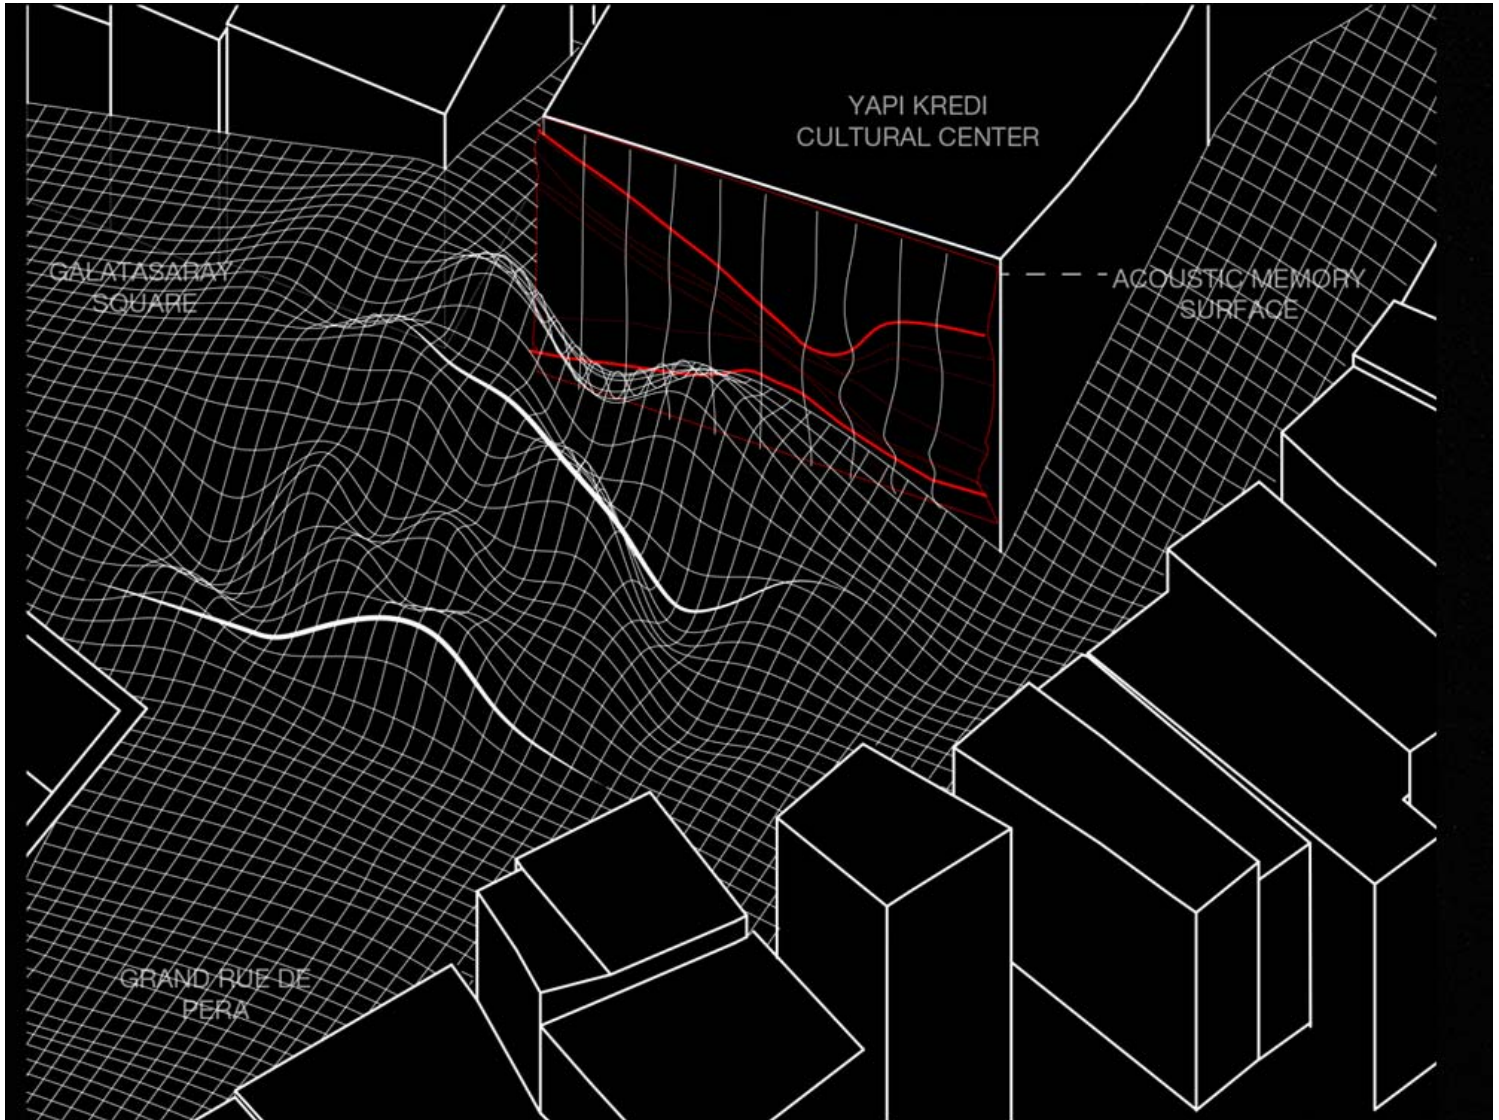 YAPI KREDI
CULTURAL CENTER
GALATASARAY
SQUARE
ACOUSTIC MEMORY
SURFACE
GRAND RUE DE
PERA